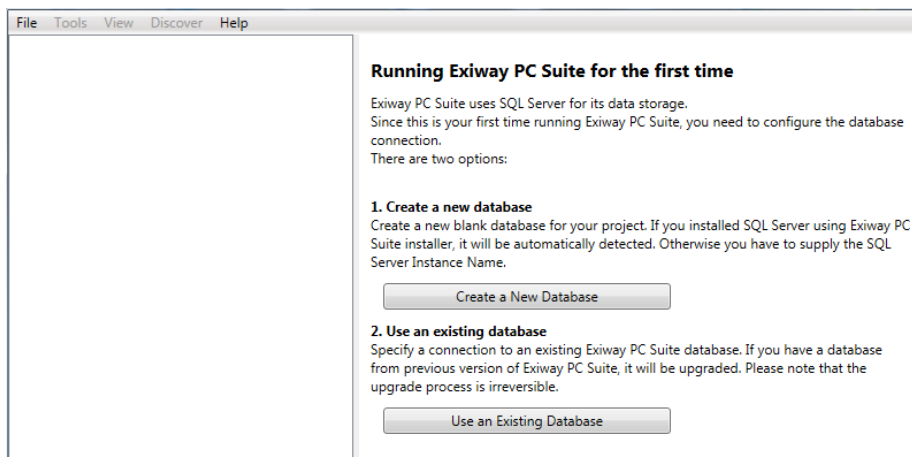 File Tools View Discover Help
Running Exiway PC Suite for the first time
Exiway PC Suite uses SQL Server for its data storage.
Since this is your first time running Exiway PC Suite, you need to configure the database
connection.
There are two options:
1. Create a new database
Create a new blank database for your project. If you installed SQL Server using Exiway PC
Suite installer, it will be automatically detected. Otherwise you have to supply the SQL
Server Instance Name.
Create a New Database
2. Use an existing database
Specify a connection to an existing Exiway PC Suite database. If you have a database
from previous version of Exiway PC Suite, it will be upgraded. Please note that the
upgrade process is irreversible.
Use an Existing Database